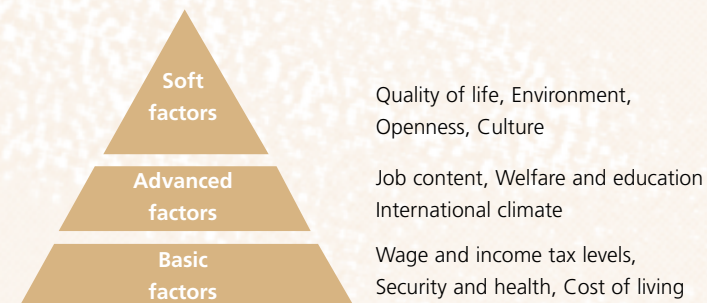 Soft
factors
Quality of life, Environment,
Openness, Culture
Advanced
factors
Job content, Welfare and education
International climate
Basic
factors
Wage and income tax levels,
Security and health, Cost of living